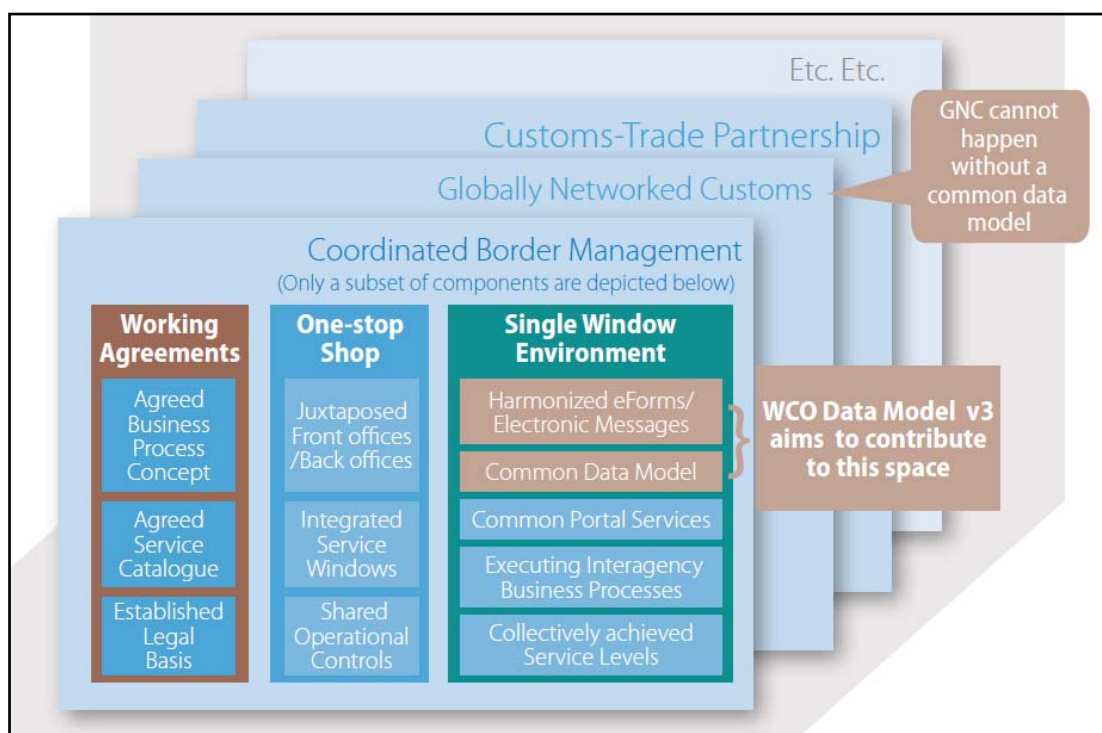 Etc. Etc.
Customs-Trade Partnership
Globally Networked Customs
GNC cannot
happen
without a
common data
model
Coordinated Border Management
(Only a subset of components are depicted below)
Working
Agreements
Agreed
Business
Process
Concept
Agreed
Service
Catalogue
Established
Legal
Basis
One-stop
Shop
Juxtaposed
Front offices
/Back offices
Integrated
Service
Windows
Shared
Operational
Controls
Single Window
Environment
Harmonized eForms/
Electronic Messages
Common Data Model
Common Portal Services
Executing Interagency
Business Processes
Collectively achieved
Service Levels
WCO Data Model v3
aims to contribute
to this space